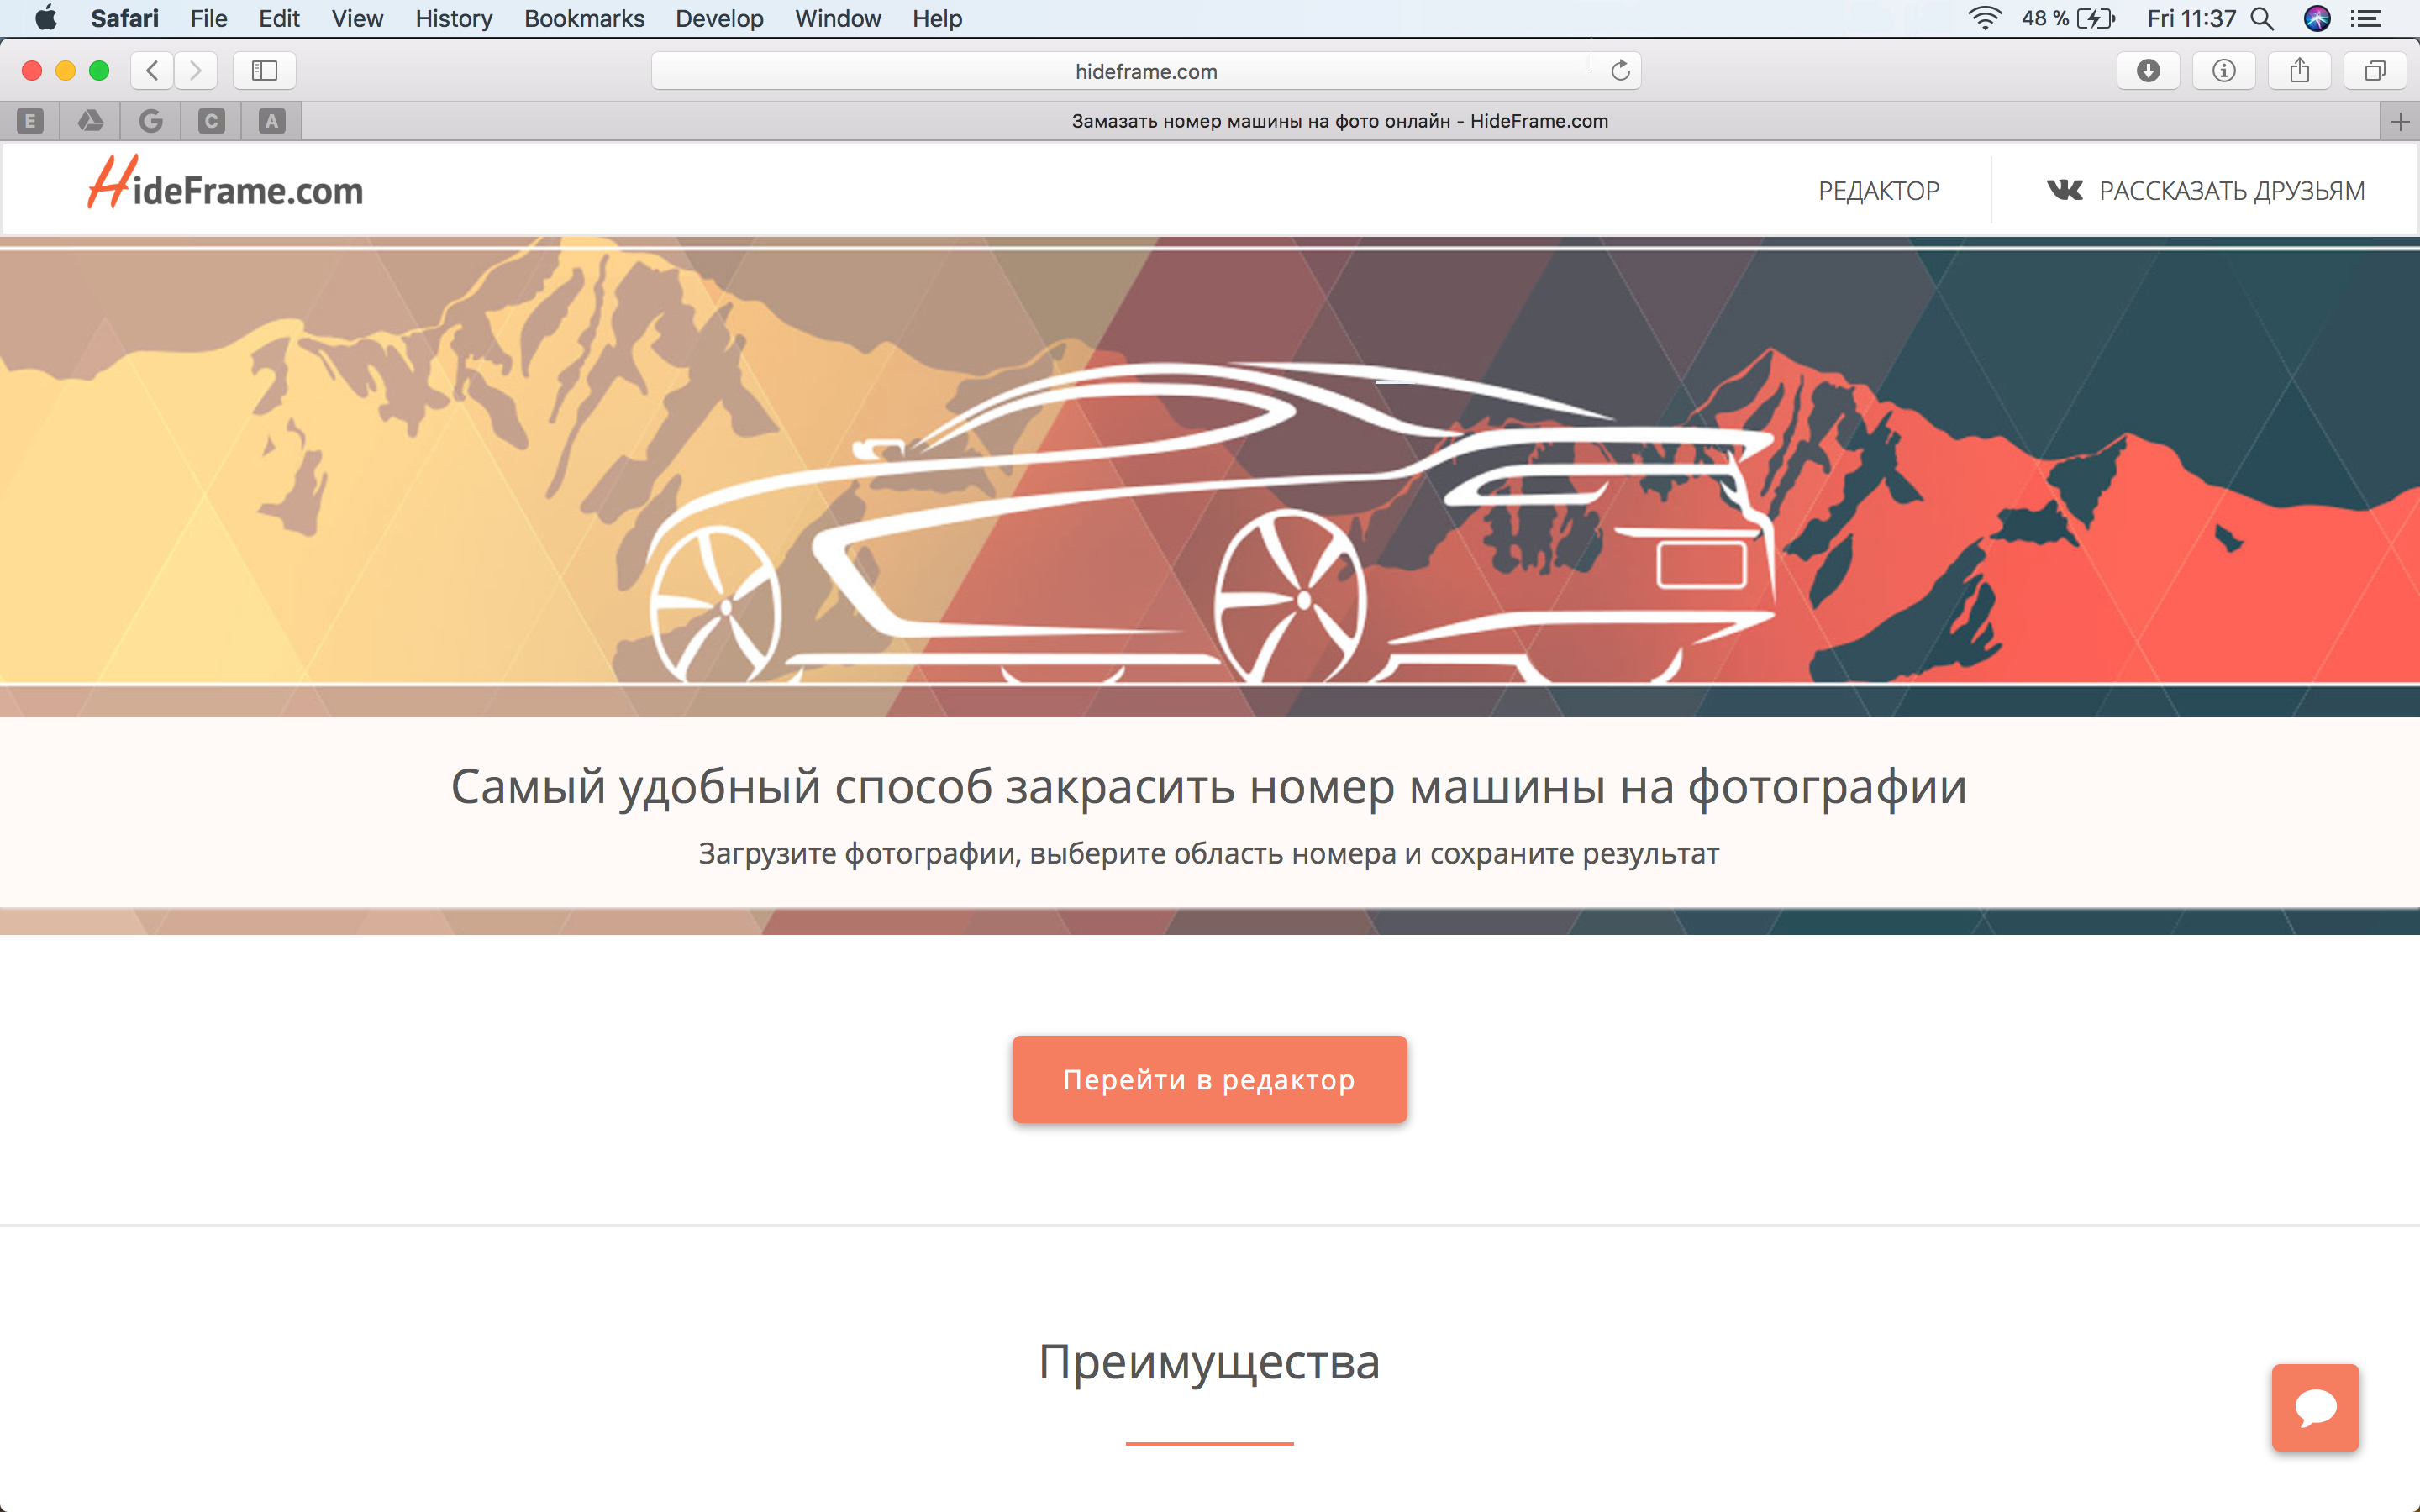 Safari File Edit View History Bookmarks Develop Window Help 48 % Fri 11:37
hideframe.com
E G C A Замазать номер машины на фото онлайн - HideFrame.com
HideFrame.com РЕДАКТОР РАССКАЗАТЬ ДРУЗЬЯМ
Самый удобный способ закрасить номер машины на фотографии
Загрузите фотографии, выберите область номера и сохраните результат
Перейти в редактор
Преимущества